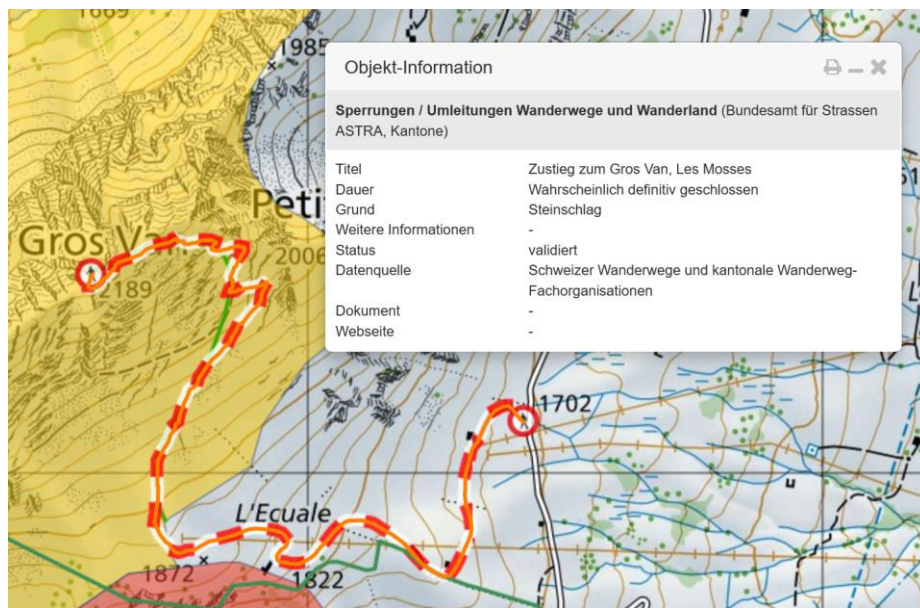 1669
1985
Objekt-Information
Sperrungen / Umleitungen Wanderwege und Wanderland (Bundesamt für Strassen
ASTRA, Kantone)
Titel Zustieg zum Gros Van, Les Mosses
Dauer Wahrscheinlich definitiv geschlossen
Grund Steinschlag
Weitere Informationen -
Status validiert
Datenquelle Schweizer Wanderwege und kantonale Wanderweg-
Fachorganisationen
Dokument -
Webseite -
Peti
Gros Van
2006
2189
1702
L'Ecuale
1872
1822